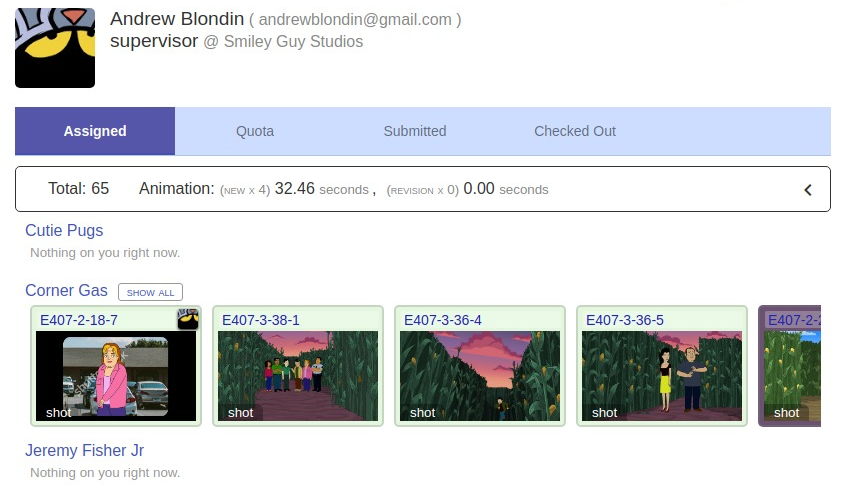 Andrew Blondin ( andrewblondin@gmail.com )
supervisor @ Smiley Guy Studios
Assigned Quota Submitted Checked Out
Total: 65 Animation: (NEW X 4) 32.46 seconds , (REVISION X 0) 0.00 seconds
Cutie Pugs
Nothing on you right now.
Corner Gas SHOW ALL
E407-2-18-7 E407-3-38-1 E407-3-36-4 E407-3-36-5 E407-2-2
shot shot shot shot shot
Jeremy Fisher Jr
Nothing on you right now.